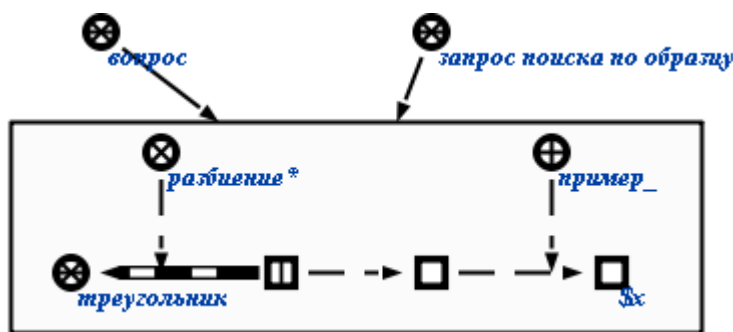 вопрос
запрос поиска по образцу
разбиение*
пример_
треугольник
$x